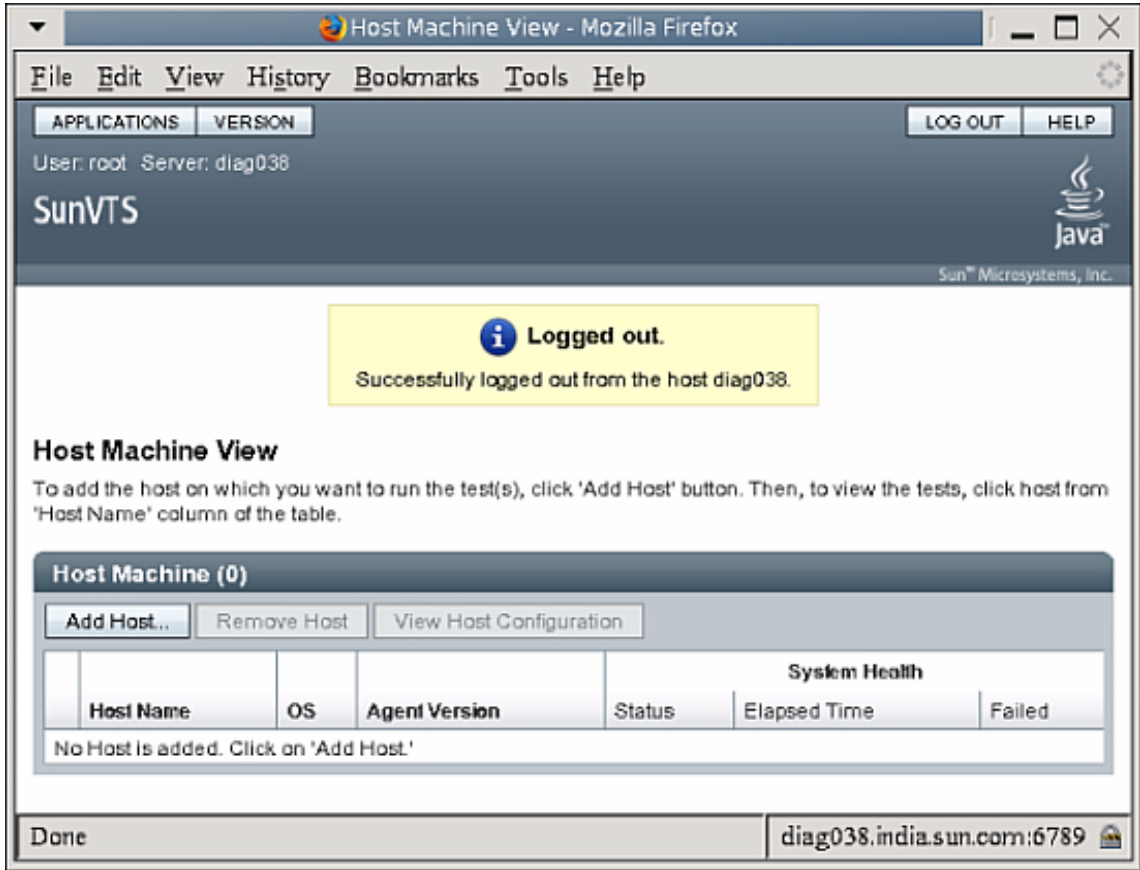 Host Machine View - Mozilla Firefox
File Edit View History Bookmarks Tools Help
APPLICATIONS VERSION LOG OUT HELP
User: root Server: diag038
SunVTS
Java™
Sun™ Microsystems, Inc.
Logged out.
Successfully logged out from the host diag038.
Host Machine View
To add the host on which you want to run the test(s), click 'Add Host' button. Then, to view the tests, click host from
'Host Name' column of the table.
Host Machine (0)
Add Host... Remove Host View Host Configuration
System Health
Host Name OS Agent Version Status Elapsed Time Failed
No Host is added. Click on 'Add Host.'
Done diag038.india.sun.com:6789